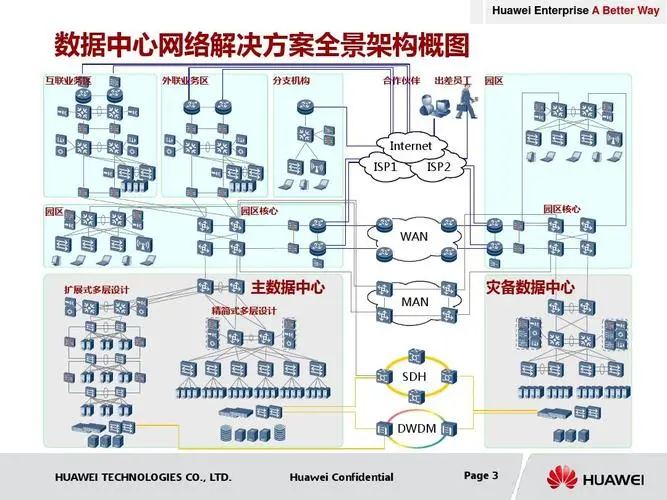 Huawei Enterprise A Better Way
数据中心网络解决方案全景架构概图
互联业务区
外联业务区
分支机构
合作伙伴
出差员工
园区
Internet
ISP1
ISP2
园区
园区核心
WAN
园区核心
MAN
主数据中心
灾备数据中心
扩展式多层设计
精简式多层设计
SDH
DWDM
HUAWEI TECHNOLOGIES CO., LTD.
Huawei Confidential
Page 3
HUAWEI